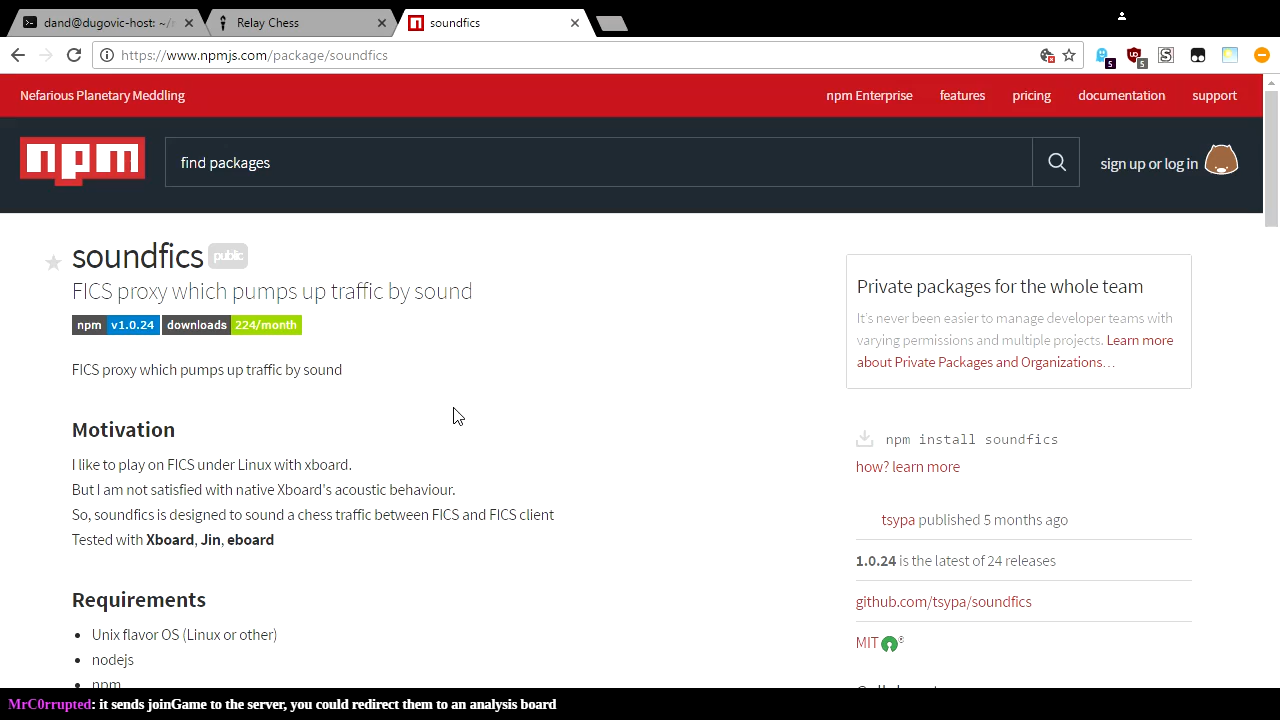 dand@dugovic-host: ~/r
Relay Chess
soundfics
https://www.npmjs.com/package/soundfics
Nefarious Planetary Meddling
npm Enterprise
features
pricing
documentation
support
npm
find packages
sign up or log in
soundfics public
FICS proxy which pumps up traffic by sound
npm v1.0.24 downloads 224/month
FICS proxy which pumps up traffic by sound
Motivation
I like to play on FICS under Linux with xboard.
But I am not satisfied with native Xboard's acoustic behaviour.
So, soundfics is designed to sound a chess traffic between FICS and FICS client
Tested with Xboard, Jin, eboard
Requirements
Unix flavor OS (Linux or other)
nodejs
npm
Private packages for the whole team
It's never been easier to manage developer teams with
varying permissions and multiple projects. Learn more
about Private Packages and Organizations…
npm install soundfics
how? learn more
tsypa published 5 months ago
1.0.24 is the latest of 24 releases
github.com/tsypa/soundfics
MIT
MrC0rrupted: it sends joinGame to the server, you could redirect them to an analysis board